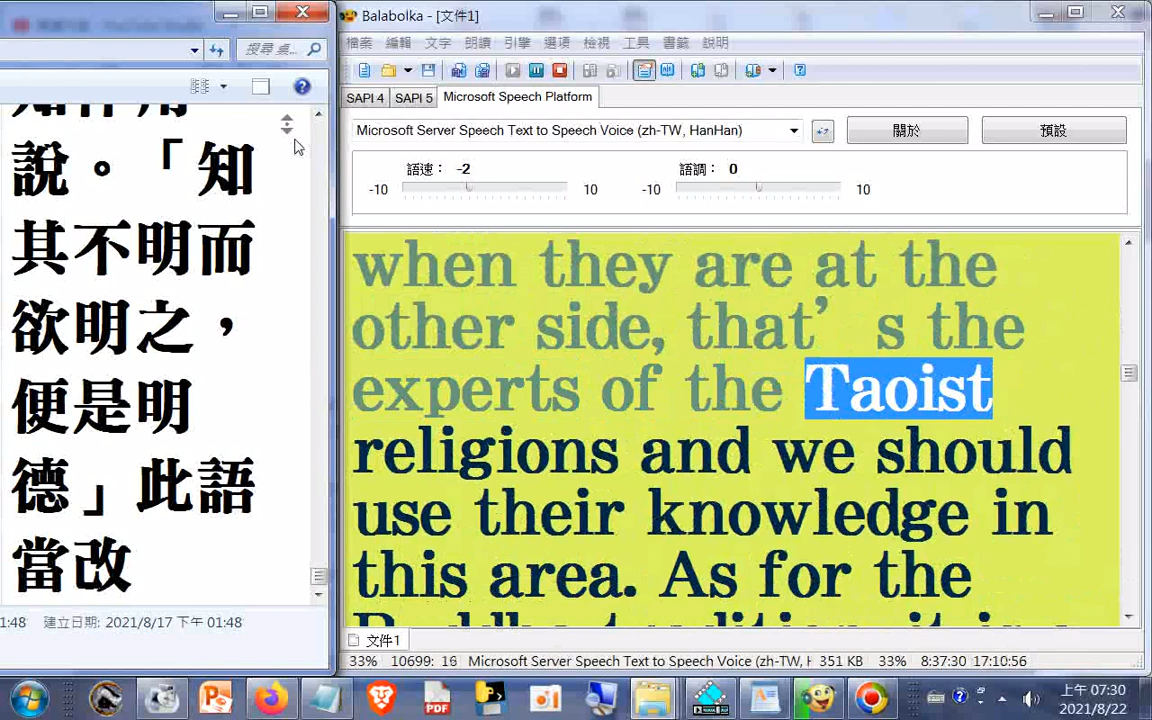 搜尋 桌...
說。「知
其不明而
欲明之，
便是明
德」此語
當改
1:48 建立日期: 2021/8/17 下午 01:48
Balabolka - [文件1]
檔案 編輯 文字 朗讀 引擎 選項 檢視 工具 書籤 說明
SAPI 4 SAPI 5 Microsoft Speech Platform
Microsoft Server Speech Text to Speech Voice (zh-TW, HanHan) 關於 預設
語速： -2 語調： 0
-10 10 -10 10
when they are at the
other side, that’s the
experts of the Taoist
religions and we should
use their knowledge in
this area. As for the
文件1
33% 10699: 16 Microsoft Server Speech Text to Speech Voice (zh-TW, H 351 KB 33% 8:37:30 17:10:56
PDF
上午 07:30
2021/8/22